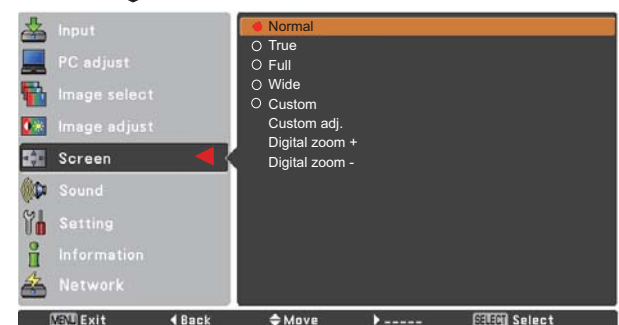 Input
PC adjust
Image select
Image adjust
Screen
Sound
Setting
Information
Network
Normal
True
Full
Wide
Custom
Custom adj.
Digital zoom +
Digital zoom -
MENU Exit Back Move ----- SELECT Select